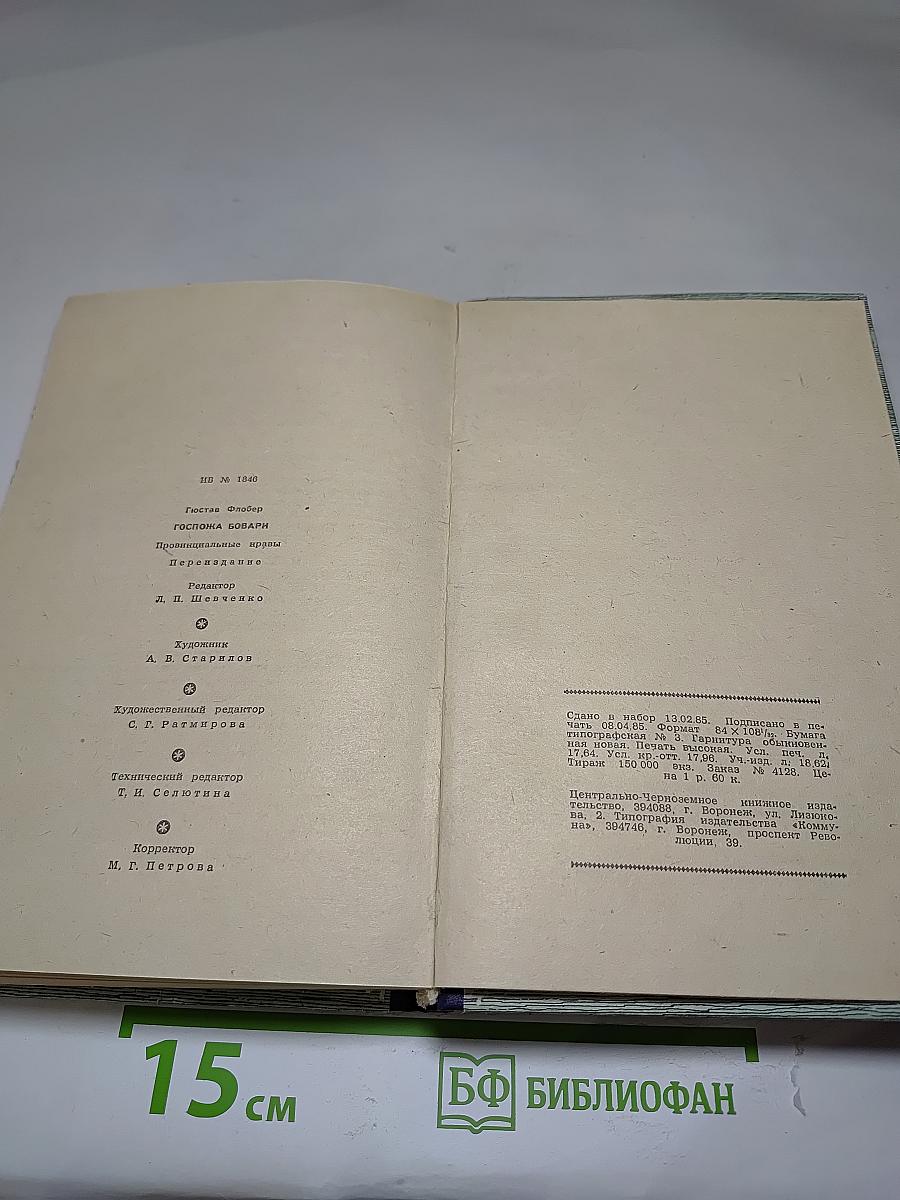 ИБ № 1846
Гюстав Флобер
ГОСПОЖА БОВАРИ
Провинциальные нравы
Переиздание
Редактор
Л. П. Шевченко
Художник
А. В. Старилов
Художественный редактор
С. Г. Ратмирова
Технический редактор
Т. И. Селютина
Корректор
М. Г. Петрова
Сдано в набор 13.02.85. Подписано в пе-
чать 08.04.85. Формат 84×108¹/₃₂. Бумага
типографская № 3. Гарнитура обыкновен-
ная новая. Печать высокая. Усл. печ. л.
17,64. Усл. кр.-отт. 17,96. Уч.-изд. л. 18,62.
Тираж 150 000 экз. Заказ № 4128. Це-
на 1 р. 60 к.
Центрально-Черноземное книжное изда-
тельство, 394088, г. Воронеж, ул. Лизюко-
ва, 2. Типография издательства «Комму-
на», 394746, г. Воронеж, проспект Рево-
люции, 39.
15 см
БФ БИБЛИОФАН